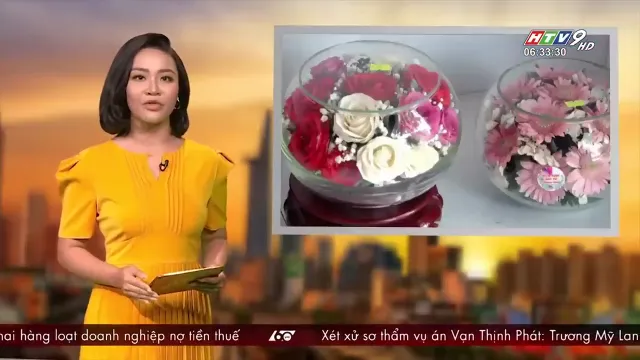 HTV9 HD
06:33:30
hai hàng loạt doanh nghiệp nợ tiền thuế 60 Xét xử sơ thẩm vụ án Vạn Thịnh Phát: Trương Mỹ Lan